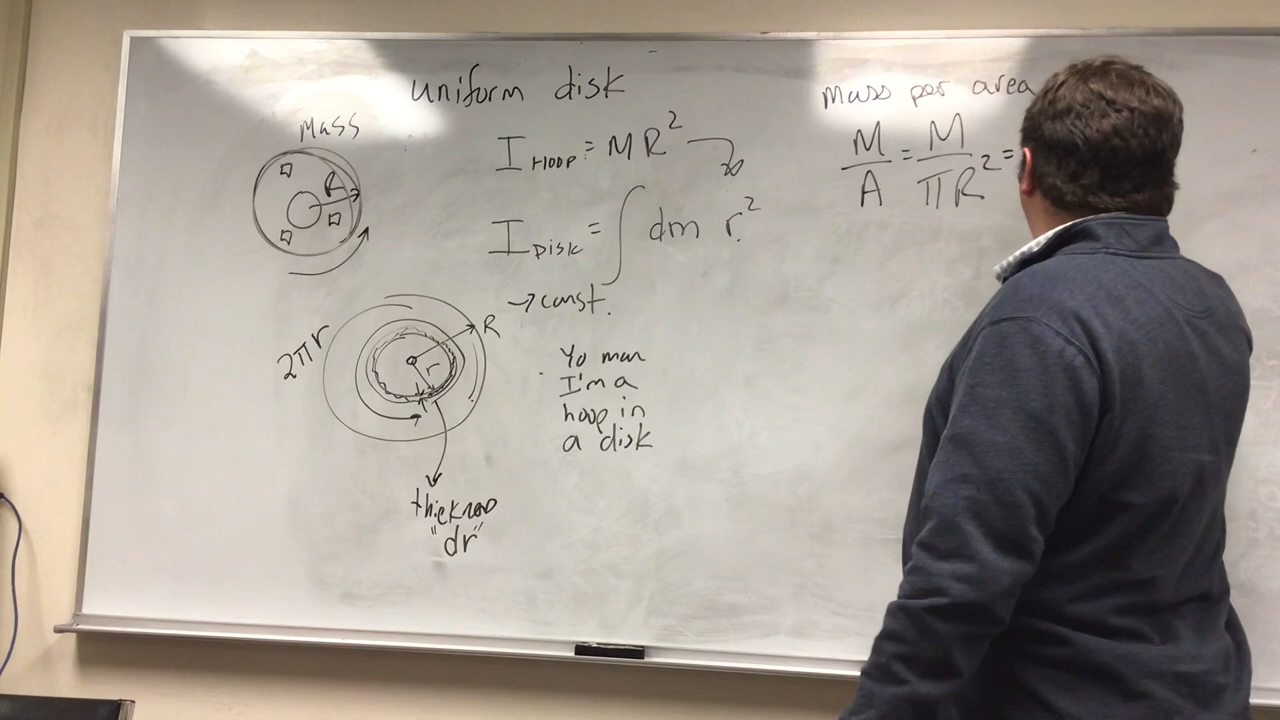 uniform disk
mass per area
Mass
R
I HOOP = MR²
M/A = M/πR² =
I DISK = ∫ dm r²
→ const.
2πr
R
r
Yo man
I'm a
hoop in
a disk
thickness
"dr"